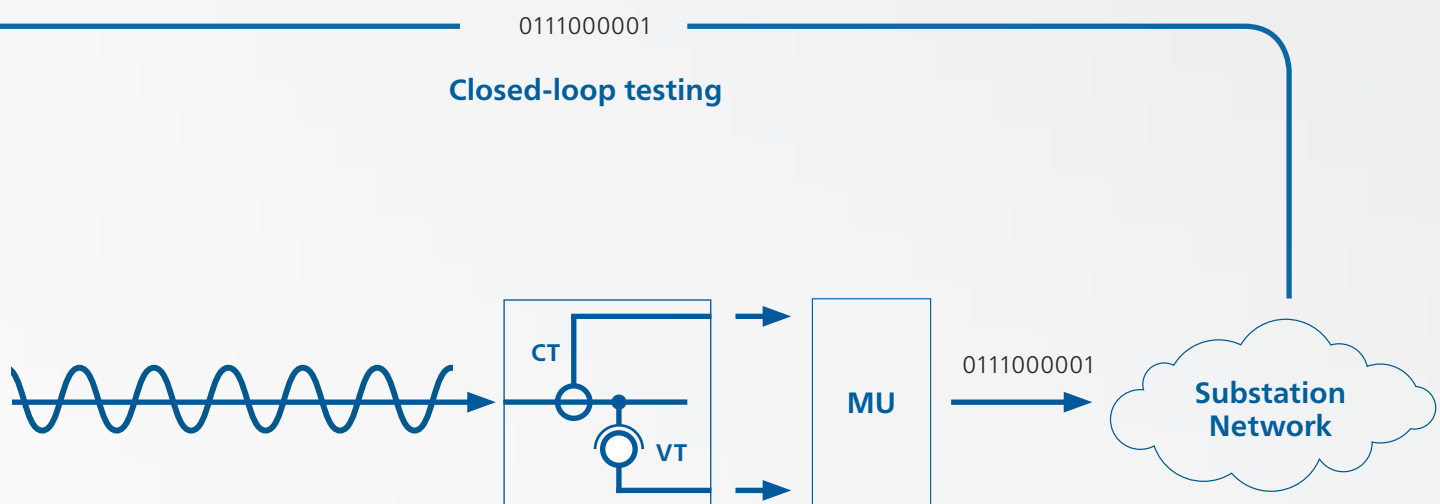 0111000001
Closed-loop testing
CT
VT
MU
0111000001
Substation
Network